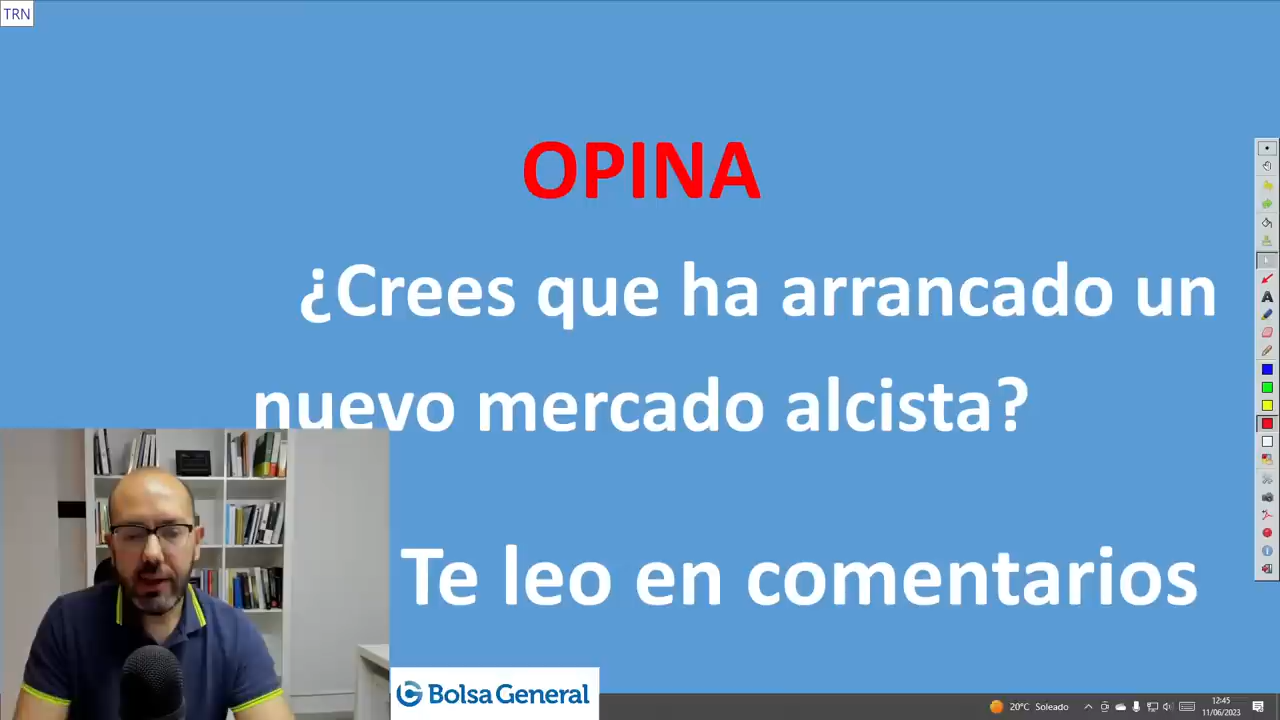 TRN
OPINA
¿Crees que ha arrancado un
nuevo mercado alcista?
Te leo en comentarios
Bolsa General
20°C Soleado
12:45
11/06/2023